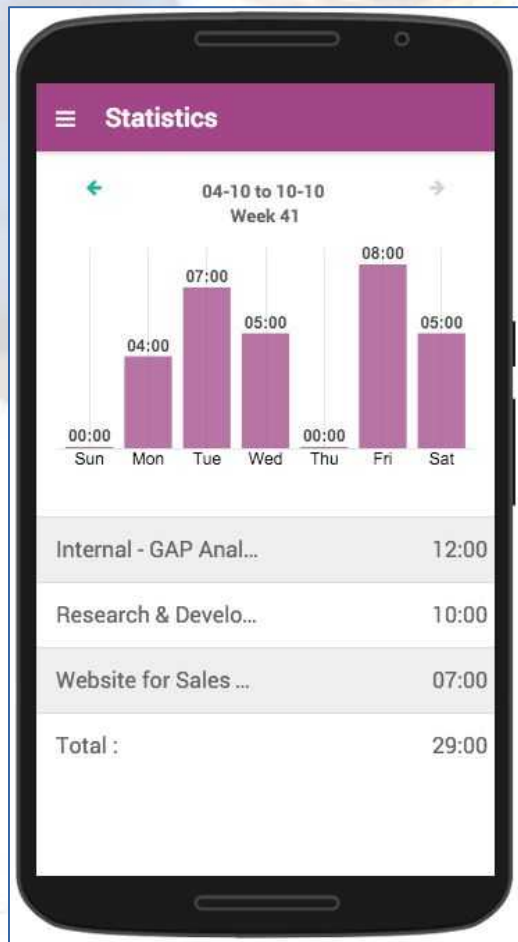 Statistics
04-10 to 10-10
Week 41
08:00
07:00
05:00
05:00
04:00
00:00
00:00
Sun Mon Tue Wed Thu Fri Sat
Internal - GAP Anal... 12:00
Research & Develo... 10:00
Website for Sales ... 07:00
Total : 29:00